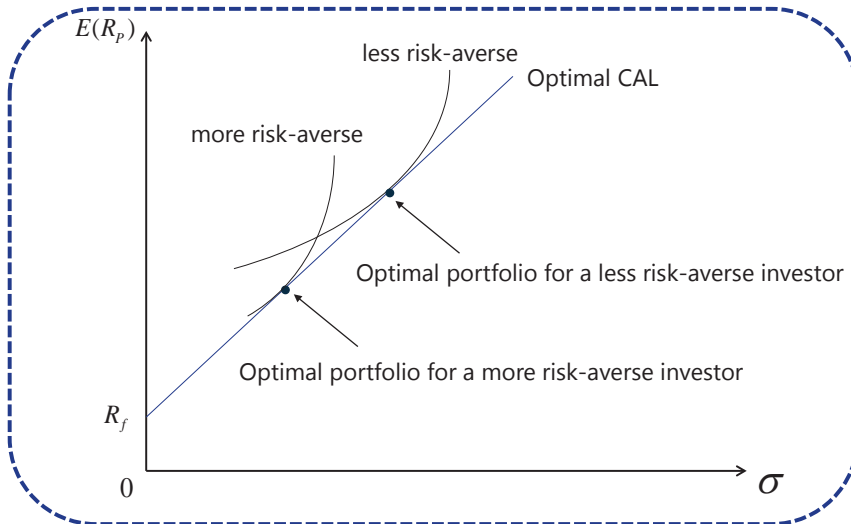 E(R_P)
less risk-averse
Optimal CAL
more risk-averse
Optimal portfolio for a less risk-averse investor
Optimal portfolio for a more risk-averse investor
R_f
0
σ